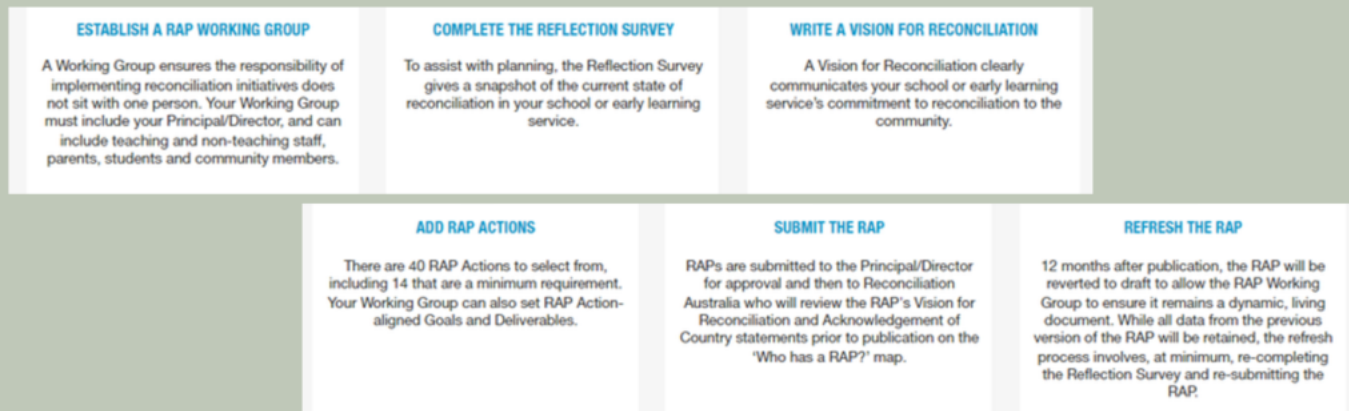 ESTABLISH A RAP WORKING GROUP
A Working Group ensures the responsibility of
implementing reconciliation initiatives does
not sit with one person. Your Working Group
must include your Principal/Director, and can
include teaching and non-teaching staff,
parents, students and community members.
COMPLETE THE REFLECTION SURVEY
To assist with planning, the Reflection Survey
gives a snapshot of the current state of
reconciliation in your school or early learning
service.
WRITE A VISION FOR RECONCILIATION
A Vision for Reconciliation clearly
communicates your school or early learning
service's commitment to reconciliation to the
community.
ADD RAP ACTIONS
There are 40 RAP Actions to select from,
including 14 that are a minimum requirement.
Your Working Group can also set RAP Action-
aligned Goals and Deliverables.
SUBMIT THE RAP
RAPs are submitted to the Principal/Director
for approval and then to Reconciliation
Australia who will review the RAP's Vision for
Reconciliation and Acknowledgement of
Country statements prior to publication on the
'Who has a RAP?' map.
REFRESH THE RAP
12 months after publication, the RAP will be
reverted to draft to allow the RAP Working
Group to ensure it remains a dynamic, living
document. While all data from the previous
version of the RAP will be retained, the refresh
process involves, at minimum, re-completing
the Reflection Survey and re-submitting the
RAP.